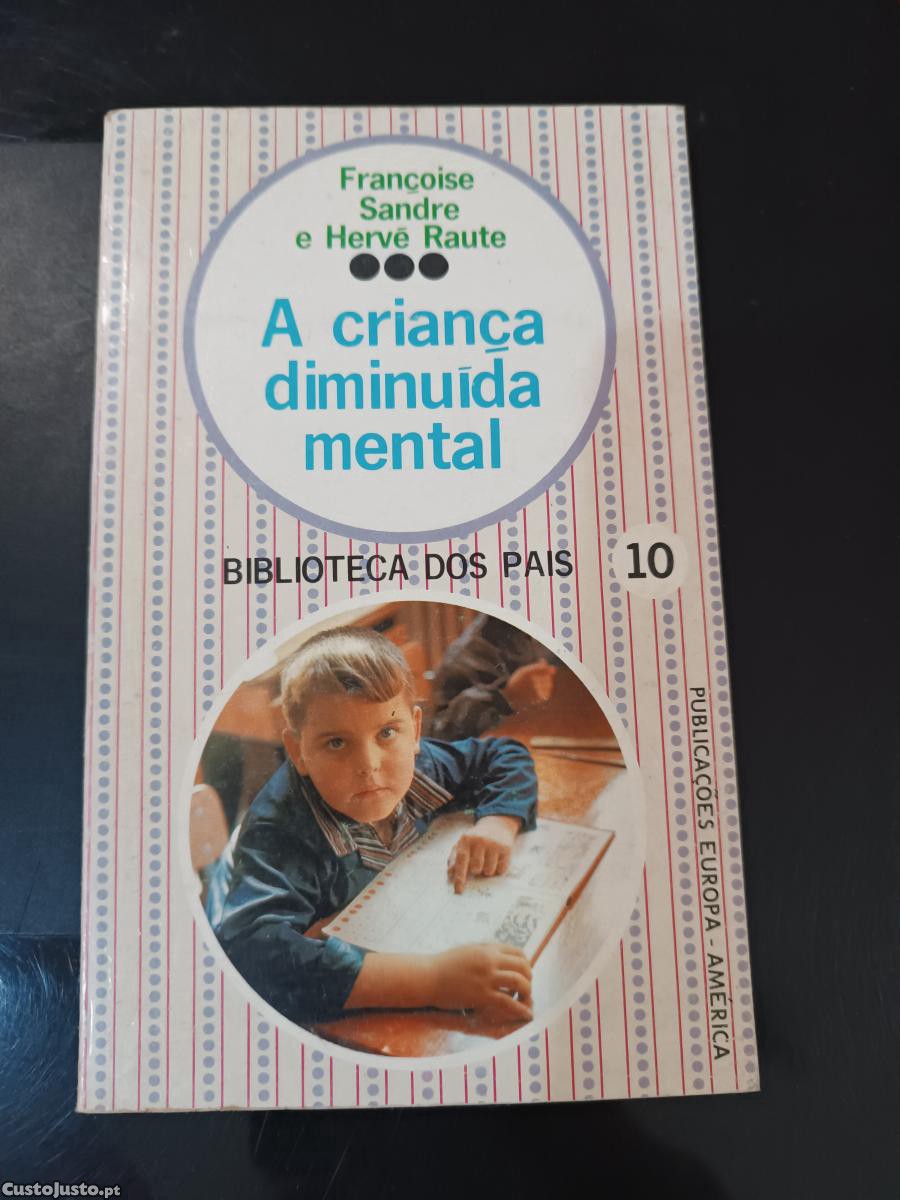 Françoise
Sandre
e Hervé Raute
A criança
diminuída
mental
BIBLIOTECA DOS PAIS
10
PUBLICAÇÕES EUROPA-AMÉRICA
CustoJusto.pt